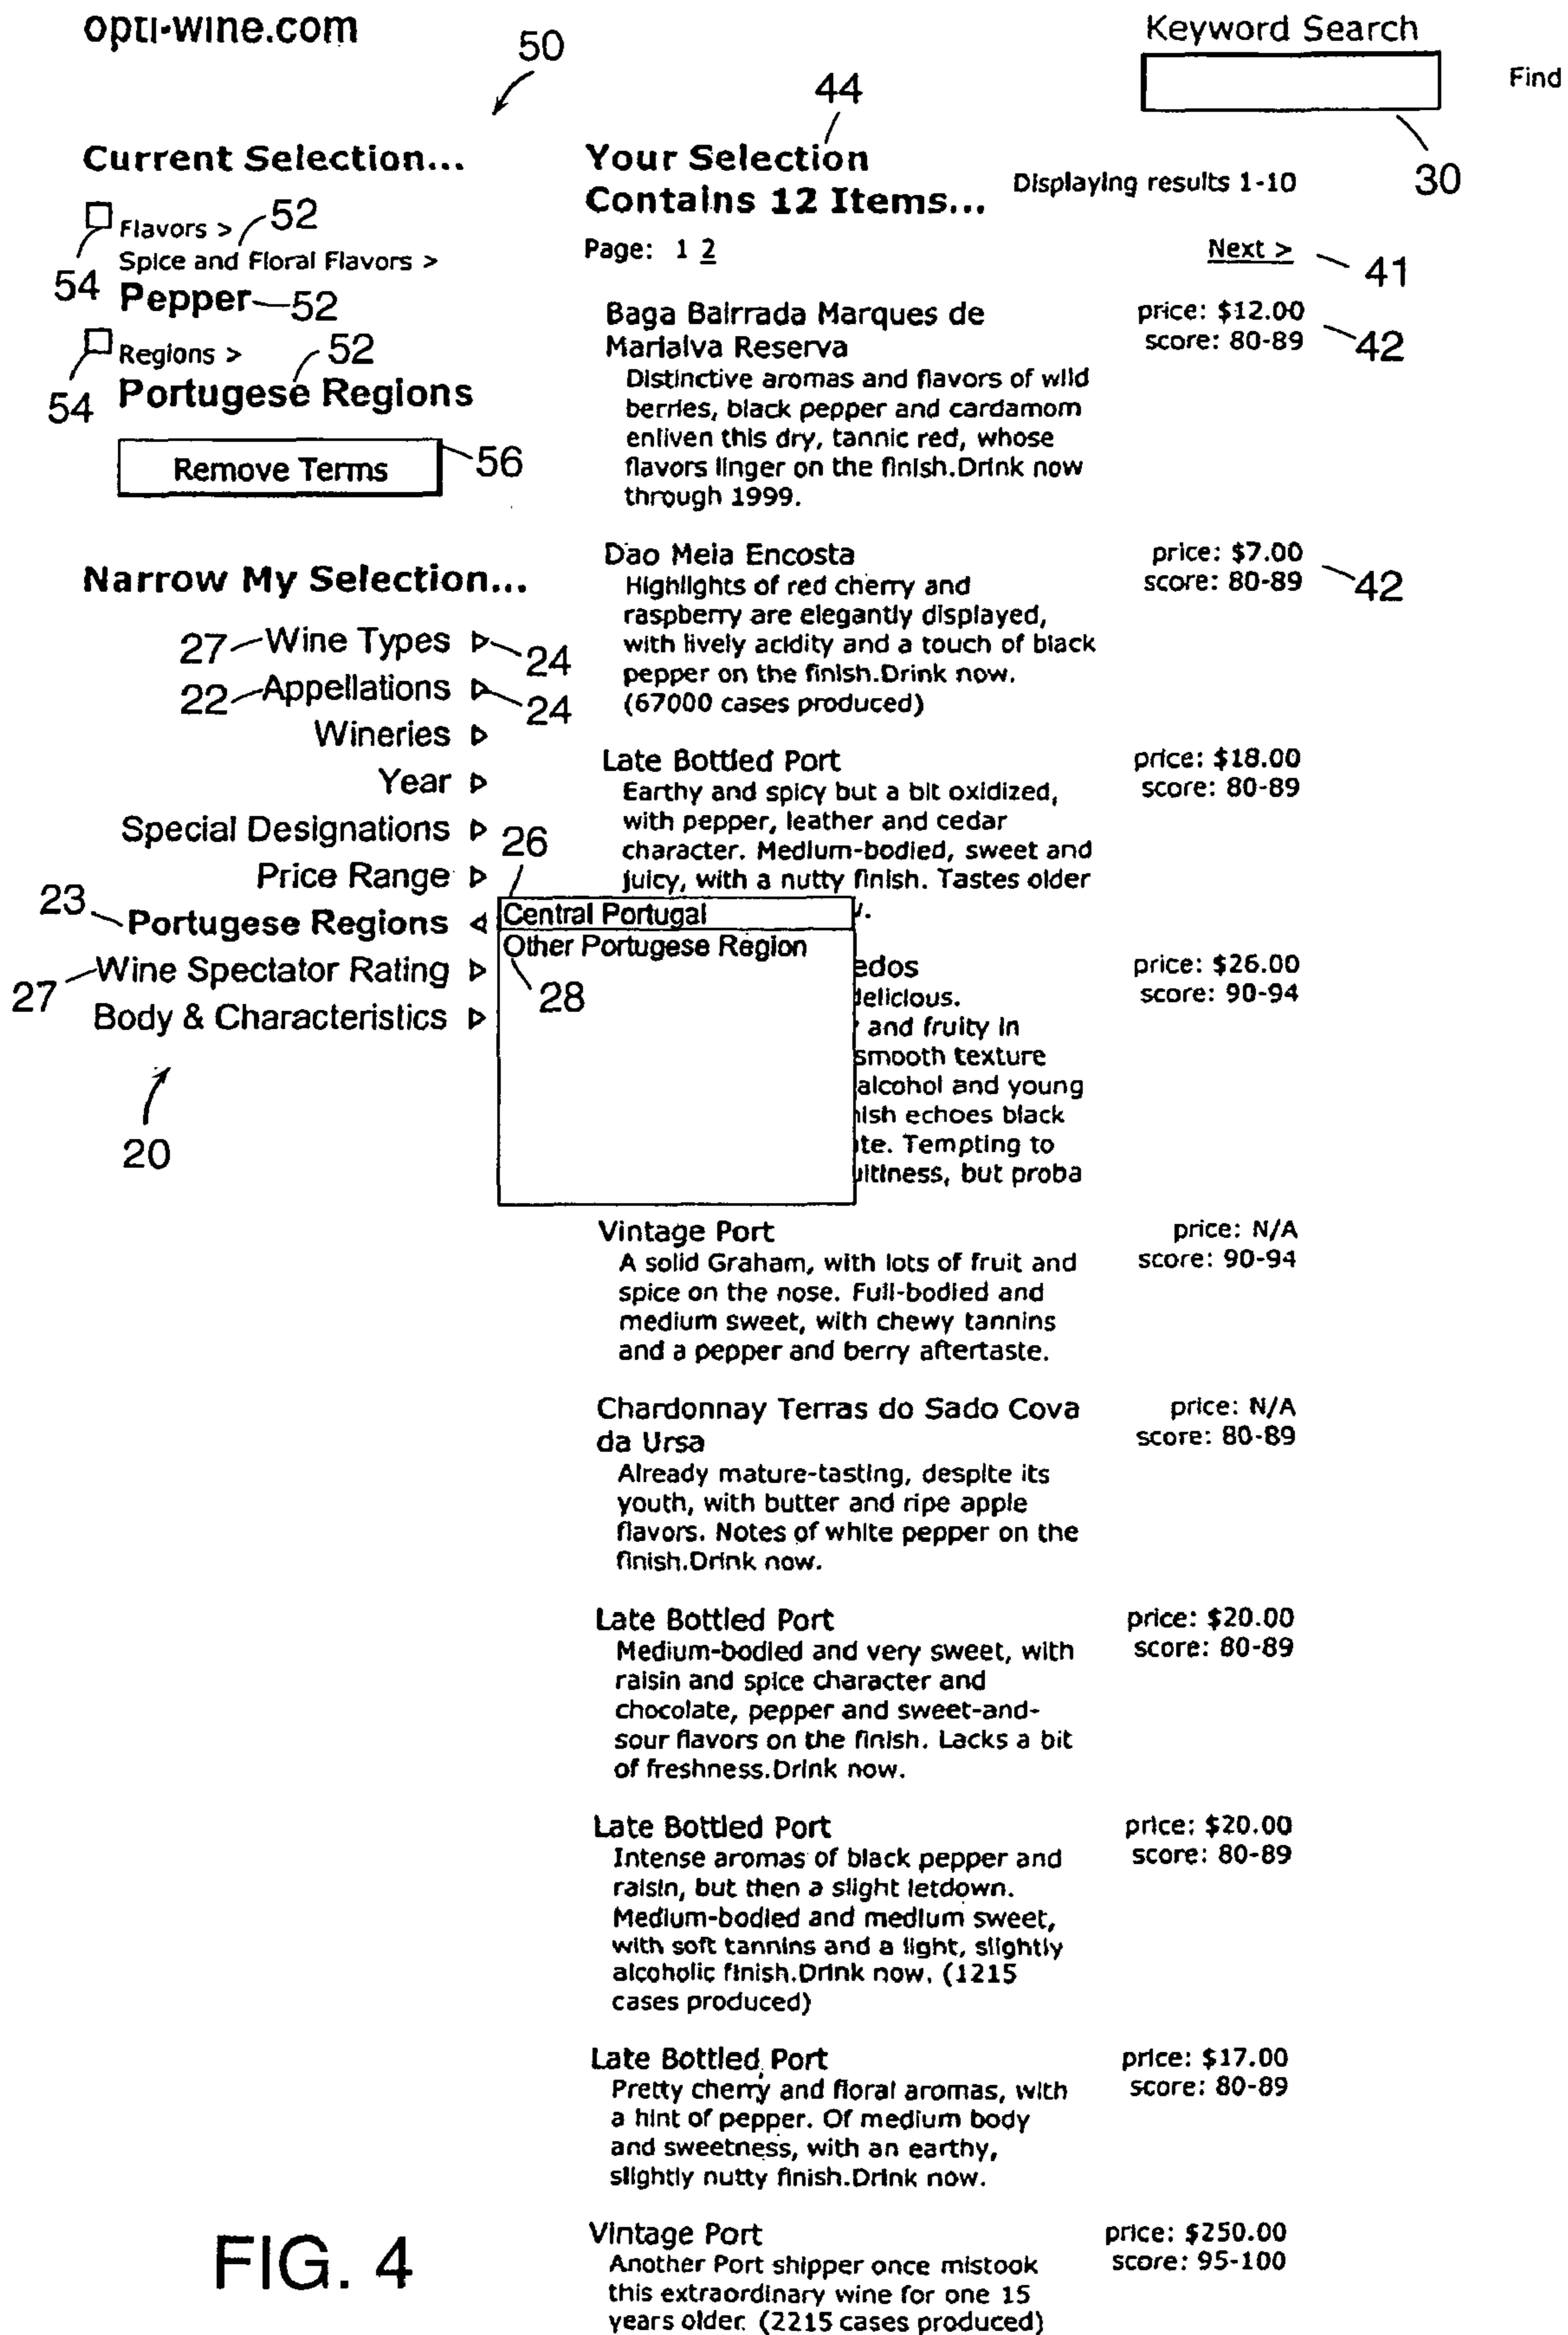 opti-wine.com
50
Keyword Search
Find
30
44
Current Selection...
Flavors >
52
Spice and Floral Flavors >
54
Pepper
52
Regions >
52
54
Portugese Regions
Remove Terms
56
Narrow My Selection...
27 Wine Types 24
22 Appellations 24
Wineries
Year
Special Designations
Price Range
23 Portugese Regions
27 Wine Spectator Rating
Body & Characteristics
20
26
Central Portugal
Other Portugese Region
28
Your Selection
Contains 12 Items...
Displaying results 1-10
Page: 1 2
Next >
41
Baga Bairrada Marques de
Marialva Reserva
price: $12.00
score: 80-89
42
Distinctive aromas and flavors of wild
berries, black pepper and cardamom
enliven this dry, tannic red, whose
flavors linger on the finish.Drink now
through 1999.
Dao Meia Encosta
price: $7.00
score: 80-89
42
Highlights of red cherry and
raspberry are elegantly displayed,
with lively acidity and a touch of black
pepper on the finish.Drink now.
(67000 cases produced)
Late Bottled Port
price: $18.00
score: 80-89
Earthy and spicy but a bit oxidized,
with pepper, leather and cedar
character. Medium-bodied, sweet and
juicy, with a nutty finish. Tastes older
edos
price: $26.00
score: 90-94
elicious.
and fruity in
smooth texture
alcohol and young
ish echoes black
te. Tempting to
uitiness, but proba
Vintage Port
price: N/A
score: 90-94
A solid Graham, with lots of fruit and
spice on the nose. Full-bodied and
medium sweet, with chewy tannins
and a pepper and berry aftertaste.
Chardonnay Terras do Sado Cova
da Ursa
price: N/A
score: 80-89
Already mature-tasting, despite its
youth, with butter and ripe apple
flavors. Notes of white pepper on the
finish.Drink now.
Late Bottled Port
price: $20.00
score: 80-89
Medium-bodied and very sweet, with
raisin and spice character and
chocolate, pepper and sweet-and-
sour flavors on the finish. Lacks a bit
of freshness.Drink now.
Late Bottled Port
price: $20.00
score: 80-89
Intense aromas of black pepper and
raisin, but then a slight letdown.
Medium-bodied and medium sweet,
with soft tannins and a light, slightly
alcoholic finish.Drink now. (1215
cases produced)
Late Bottled Port
price: $17.00
score: 80-89
Pretty cherry and floral aromas, with
a hint of pepper. Of medium body
and sweetness, with an earthy,
slightly nutty finish.Drink now.
Vintage Port
price: $250.00
score: 95-100
Another Port shipper once mistook
this extraordinary wine for one 15
years older. (2215 cases produced)
FIG. 4